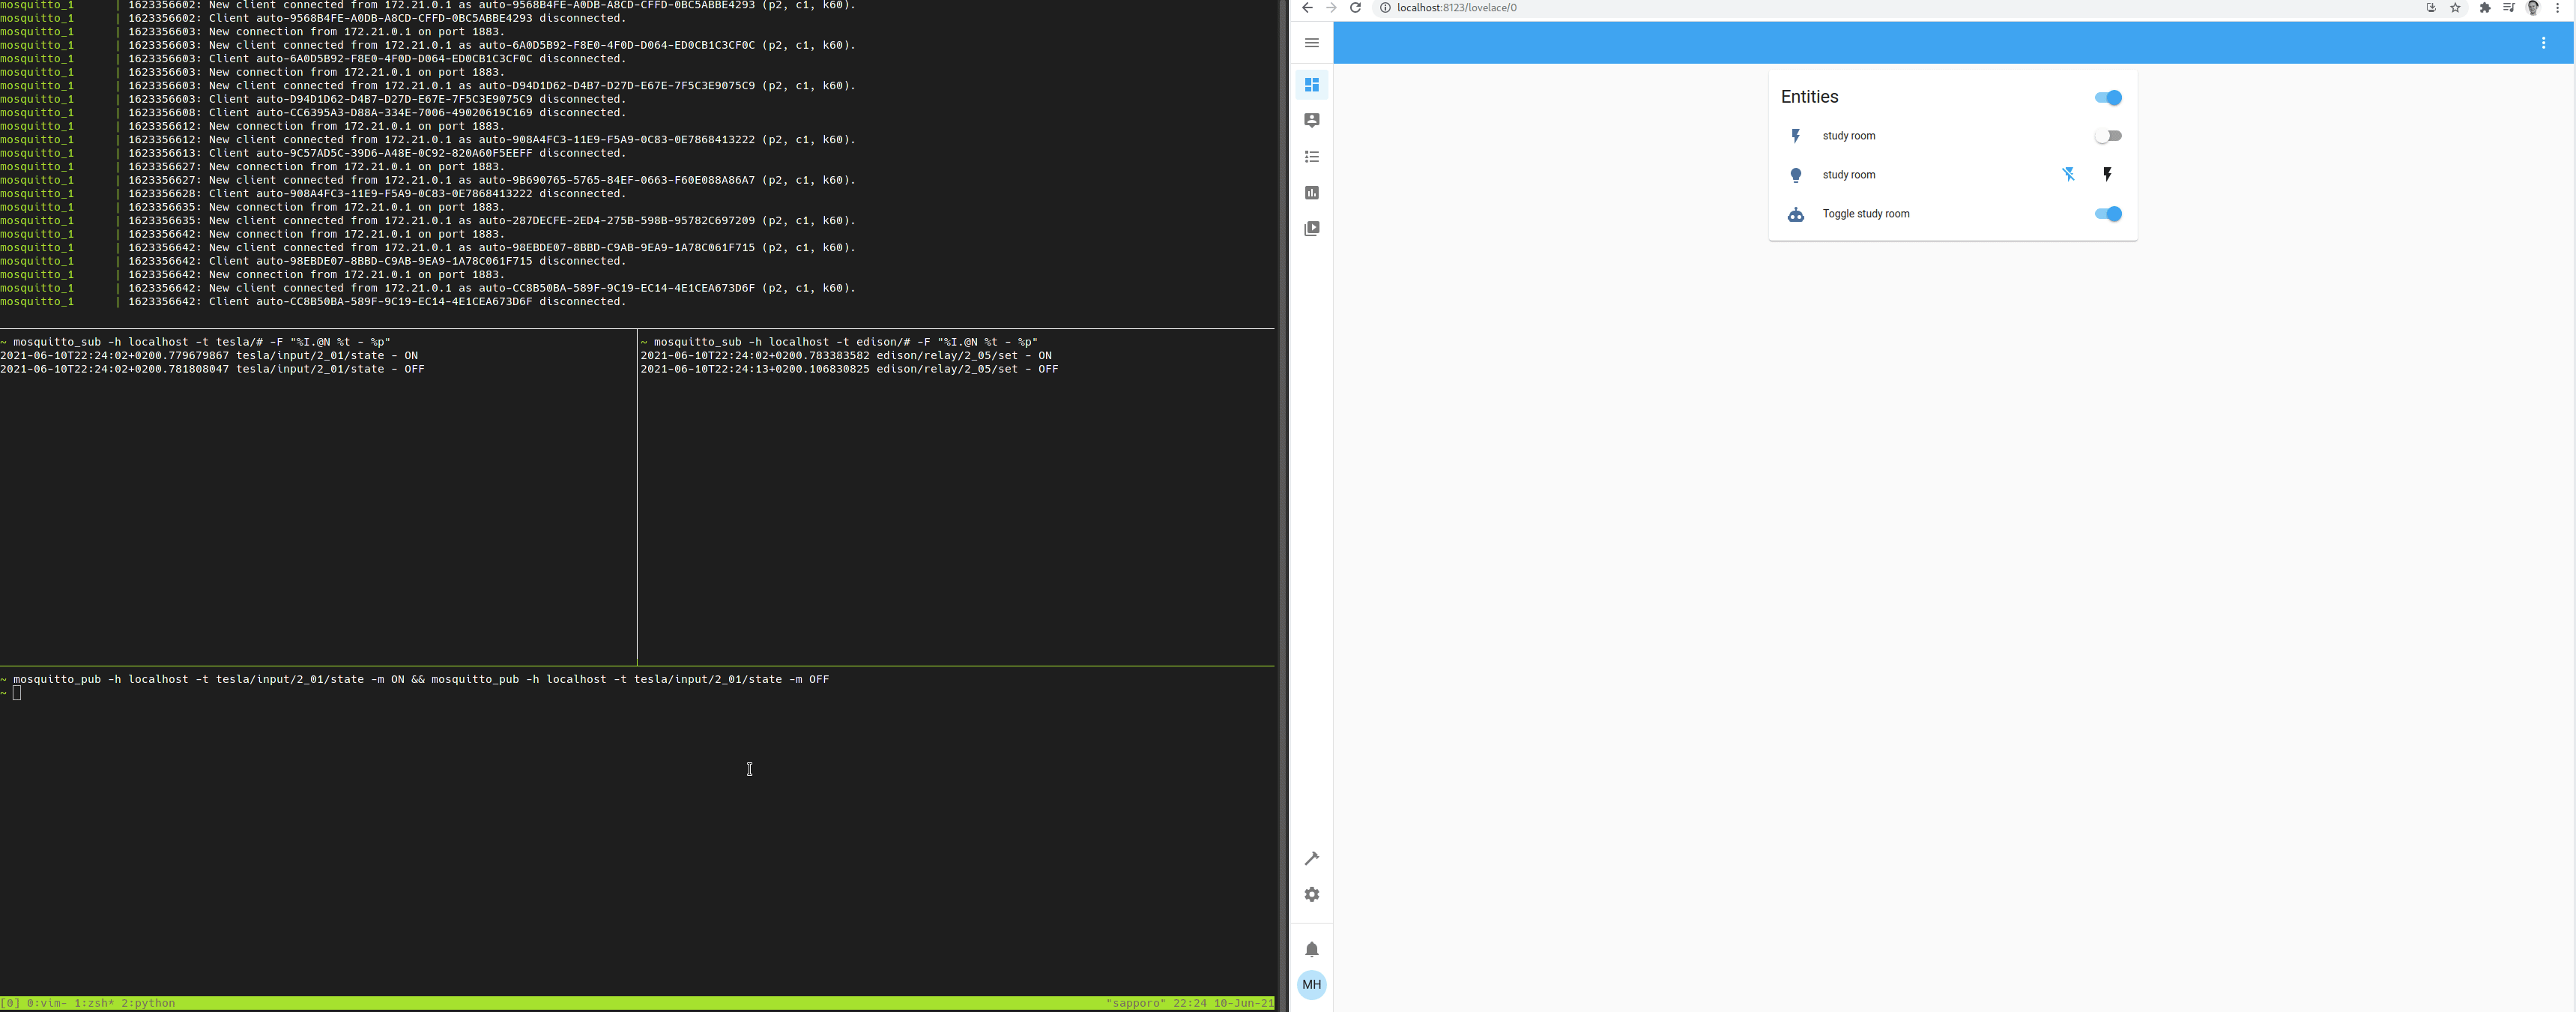 mosquitto_1 | 1623356602: New client connected from 172.21.0.1 as auto-9568B4FE-A0DB-A8CD-CFFD-0BC5ABBE4293 (p2, c1, k60).
mosquitto_1 | 1623356602: Client auto-9568B4FE-A0DB-A8CD-CFFD-0BC5ABBE4293 disconnected.
mosquitto_1 | 1623356603: New connection from 172.21.0.1 on port 1883.
mosquitto_1 | 1623356603: New client connected from 172.21.0.1 as auto-6A0D5B92-F8E0-4F0D-D064-ED0CB1C3CF0C (p2, c1, k60).
mosquitto_1 | 1623356603: Client auto-6A0D5B92-F8E0-4F0D-D064-ED0CB1C3CF0C disconnected.
mosquitto_1 | 1623356603: New connection from 172.21.0.1 on port 1883.
mosquitto_1 | 1623356603: New client connected from 172.21.0.1 as auto-D94D1D62-D4B7-D27D-E67E-7F5C3E9075C9 (p2, c1, k60).
mosquitto_1 | 1623356603: Client auto-D94D1D62-D4B7-D27D-E67E-7F5C3E9075C9 disconnected.
mosquitto_1 | 1623356608: Client auto-CC6395A3-D88A-334E-7006-49020619C169 disconnected.
mosquitto_1 | 1623356612: New connection from 172.21.0.1 on port 1883.
mosquitto_1 | 1623356612: New client connected from 172.21.0.1 as auto-908A4FC3-11E9-F5A9-0C83-0E7868413222 (p2, c1, k60).
mosquitto_1 | 1623356613: Client auto-9C57AD5C-39D6-A48E-0C92-820A60F5EEFF disconnected.
mosquitto_1 | 1623356627: New connection from 172.21.0.1 on port 1883.
mosquitto_1 | 1623356627: New client connected from 172.21.0.1 as auto-9B690765-5765-84EF-0663-F60E088A86A7 (p2, c1, k60).
mosquitto_1 | 1623356628: Client auto-908A4FC3-11E9-F5A9-0C83-0E7868413222 disconnected.
mosquitto_1 | 1623356635: New connection from 172.21.0.1 on port 1883.
mosquitto_1 | 1623356635: New client connected from 172.21.0.1 as auto-287DECFE-2ED4-275B-598B-95782C697209 (p2, c1, k60).
mosquitto_1 | 1623356642: New connection from 172.21.0.1 on port 1883.
mosquitto_1 | 1623356642: New client connected from 172.21.0.1 as auto-98EBDE07-8BBD-C9AB-9EA9-1A78C061F715 (p2, c1, k60).
mosquitto_1 | 1623356642: Client auto-98EBDE07-8BBD-C9AB-9EA9-1A78C061F715 disconnected.
mosquitto_1 | 1623356642: New connection from 172.21.0.1 on port 1883.
mosquitto_1 | 1623356642: New client connected from 172.21.0.1 as auto-CC8B50BA-589F-9C19-EC14-4E1CEA673D6F (p2, c1, k60).
mosquitto_1 | 1623356642: Client auto-CC8B50BA-589F-9C19-EC14-4E1CEA673D6F disconnected.
~ mosquitto_sub -h localhost -t tesla/# -F "%I.@N %t - %p"
2021-06-10T22:24:02+0200.779679867 tesla/input/2_01/state - ON
2021-06-10T22:24:02+0200.781808047 tesla/input/2_01/state - OFF
~ mosquitto_sub -h localhost -t edison/# -F "%I.@N %t - %p"
2021-06-10T22:24:02+0200.783383582 edison/relay/2_05/set - ON
2021-06-10T22:24:13+0200.106830825 edison/relay/2_05/set - OFF
~ mosquitto_pub -h localhost -t tesla/input/2_01/state -m ON && mosquitto_pub -h localhost -t tesla/input/2_01/state -m OFF
~
[0] 0:vim- 1:zsh* 2:python "sapporo" 22:24 10-Jun-21
localhost:8123/lovelace/0
Entities
study room
study room
Toggle study room
MH